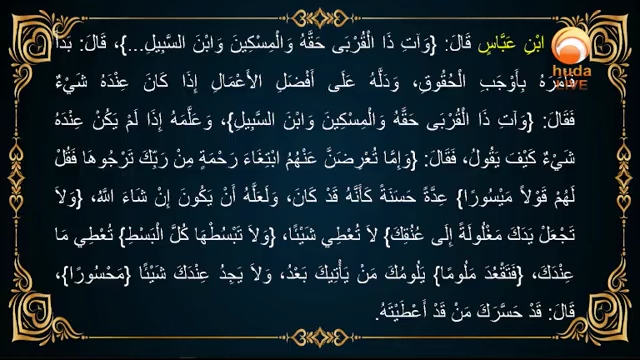 ابْنِ عَبَّاسٍ قَالَ: {وَآتِ ذَا الْقُرْبَى حَقَّهُ وَالْمِسْكِينَ وَابْنَ السَّبِيلِ...}، قَالَ: بَدَأَ
فَأَمَرَهُ بِأَوْجَبِ الْحُقُوقِ، وَدَلَّهُ عَلَى أَفْضَلِ الأَعْمَالِ إِذَا كَانَ عِنْدَهُ شَيْءٌ
فَقَالَ: {وَآتِ ذَا الْقُرْبَى حَقَّهُ وَالْمِسْكِينَ وَابْنَ السَّبِيلِ}، وَعَلَّمَهُ إِذَا لَمْ يَكُنْ عِنْدَهُ
شَيْءٌ كَيْفَ يَقُولُ، فَقَالَ: {وَإِمَّا تُعْرِضَنَّ عَنْهُمُ ابْتِغَاءَ رَحْمَةٍ مِنْ رَبِّكَ تَرْجُوهَا فَقُلْ
لَهُمْ قَوْلاً مَيْسُورًا} عِدَّةً حَسَنَةً كَأَنَّهُ قَدْ كَانَ، وَلَعَلَّهُ أَنْ يَكُونَ إِنْ شَاءَ اللَّهُ، {وَلاَ
تَجْعَلْ يَدَكَ مَغْلُولَةً إِلَى عُنُقِكَ} لاَ تُعْطِي شَيْئًا، {وَلاَ تَبْسُطْهَا كُلَّ الْبَسْطِ} تُعْطِي مَا
عِنْدَكَ، {فَتَقْعُدَ مَلُومًا} يَلُومُكَ مَنْ يَأْتِيكَ بَعْدُ، وَلاَ يَجِدُ عِنْدَكَ شَيْئًا {مَحْسُورًا}،
قَالَ: قَدْ حَسَّرَكَ مَنْ قَدْ أَعْطَيْتَهُ.
huda
LIVE